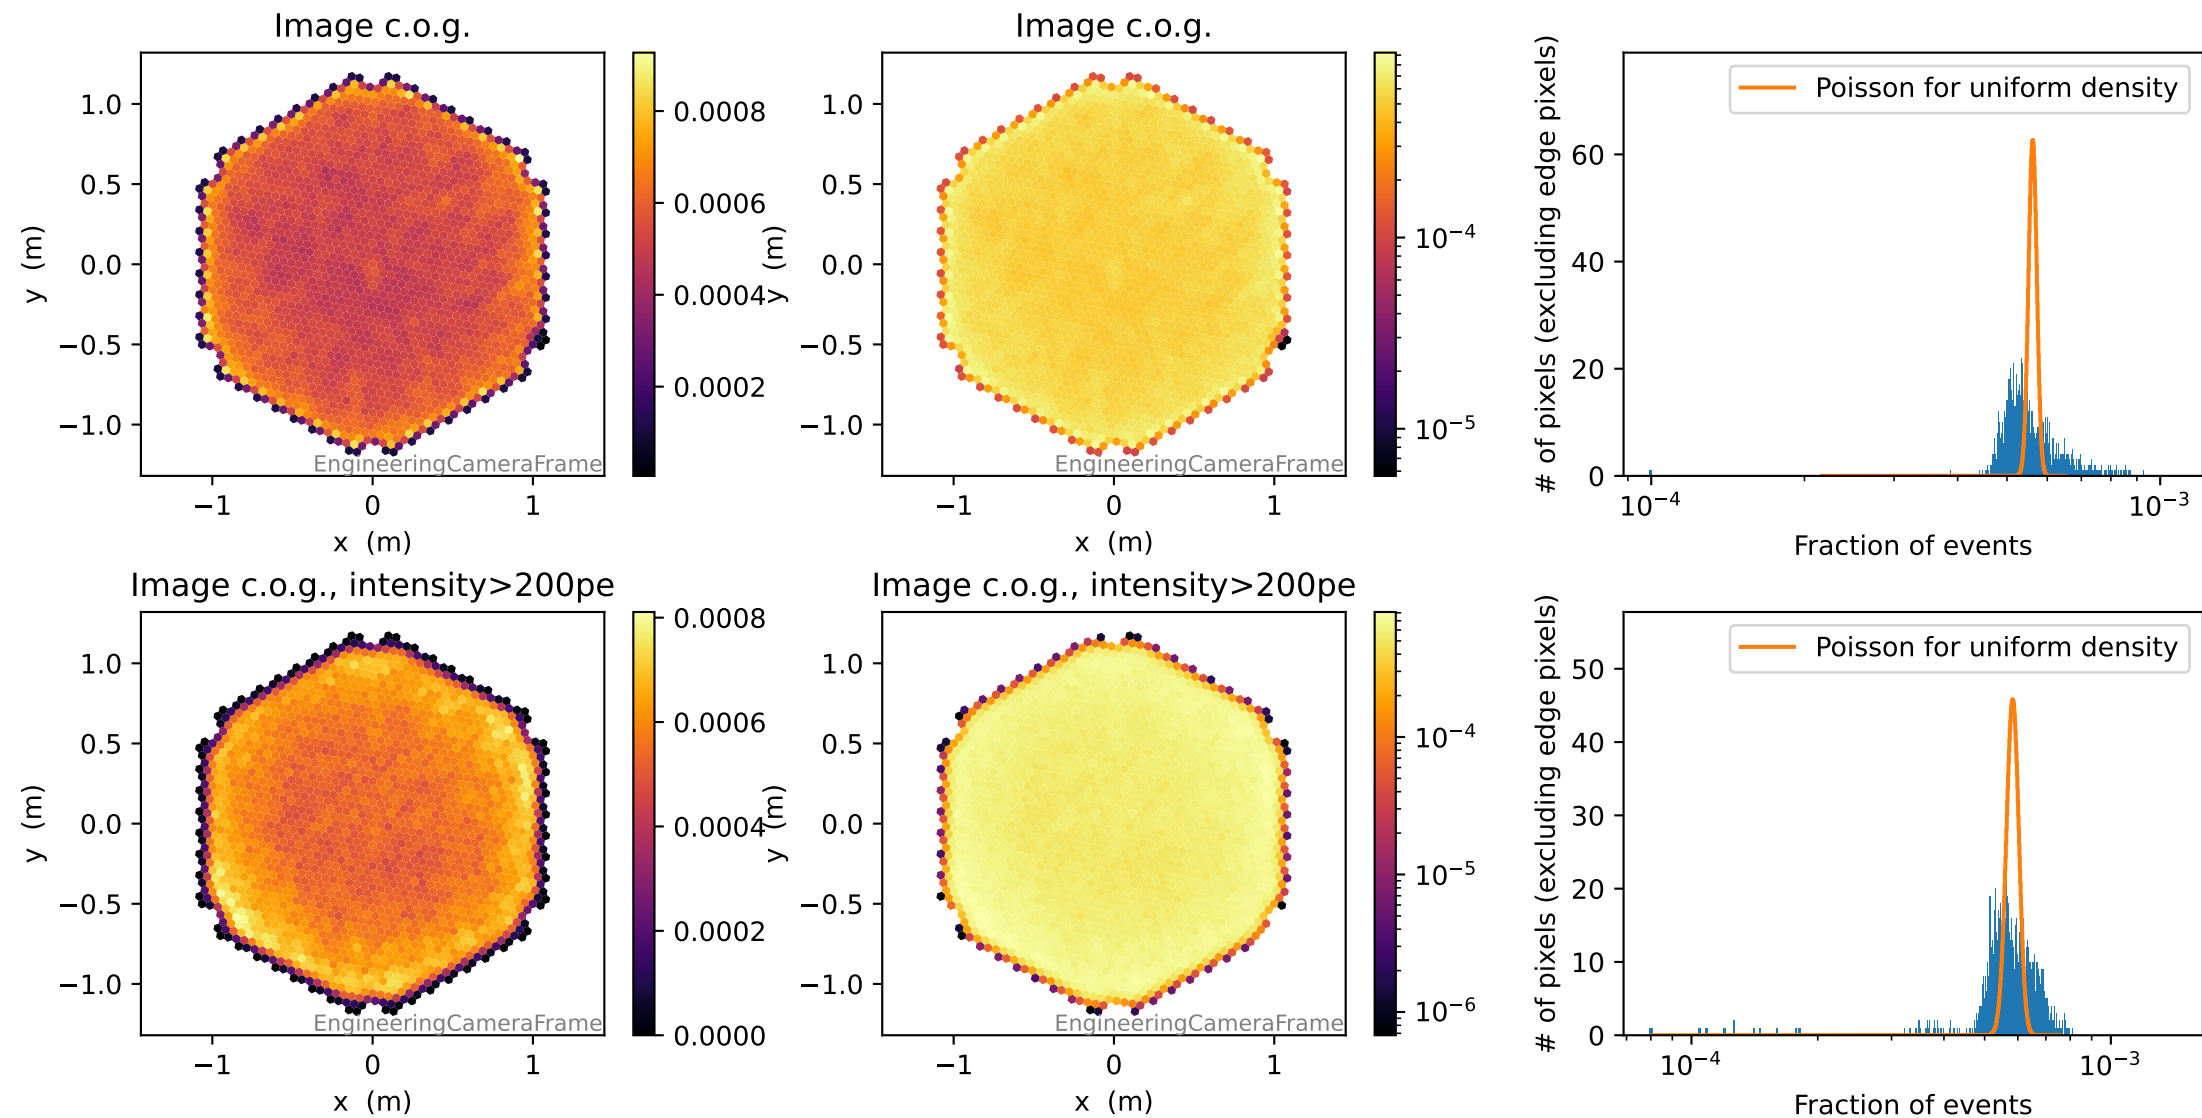 Image c.o.g.
1.0
0.5
0.0
−0.5
−1.0
y (m)
−1
0
1
x (m)
EngineeringCameraFrame
0.0008
0.0006
0.0004
0.0002
Image c.o.g.
1.0
0.5
0.0
−0.5
−1.0
y (m)
−1
0
1
x (m)
EngineeringCameraFrame
10⁻⁴
10⁻⁵
# of pixels (excluding edge pixels)
60
40
20
0
Poisson for uniform density
10⁻⁴
10⁻³
Fraction of events
Image c.o.g., intensity>200pe
1.0
0.5
0.0
−0.5
−1.0
y (m)
−1
0
1
x (m)
EngineeringCameraFrame
0.0008
0.0006
0.0004
0.0002
0.0000
Image c.o.g., intensity>200pe
1.0
0.5
0.0
−0.5
−1.0
y (m)
−1
0
1
x (m)
EngineeringCameraFrame
10⁻⁴
10⁻⁵
10⁻⁶
# of pixels (excluding edge pixels)
50
40
30
20
10
0
Poisson for uniform density
10⁻⁴
10⁻³
Fraction of events